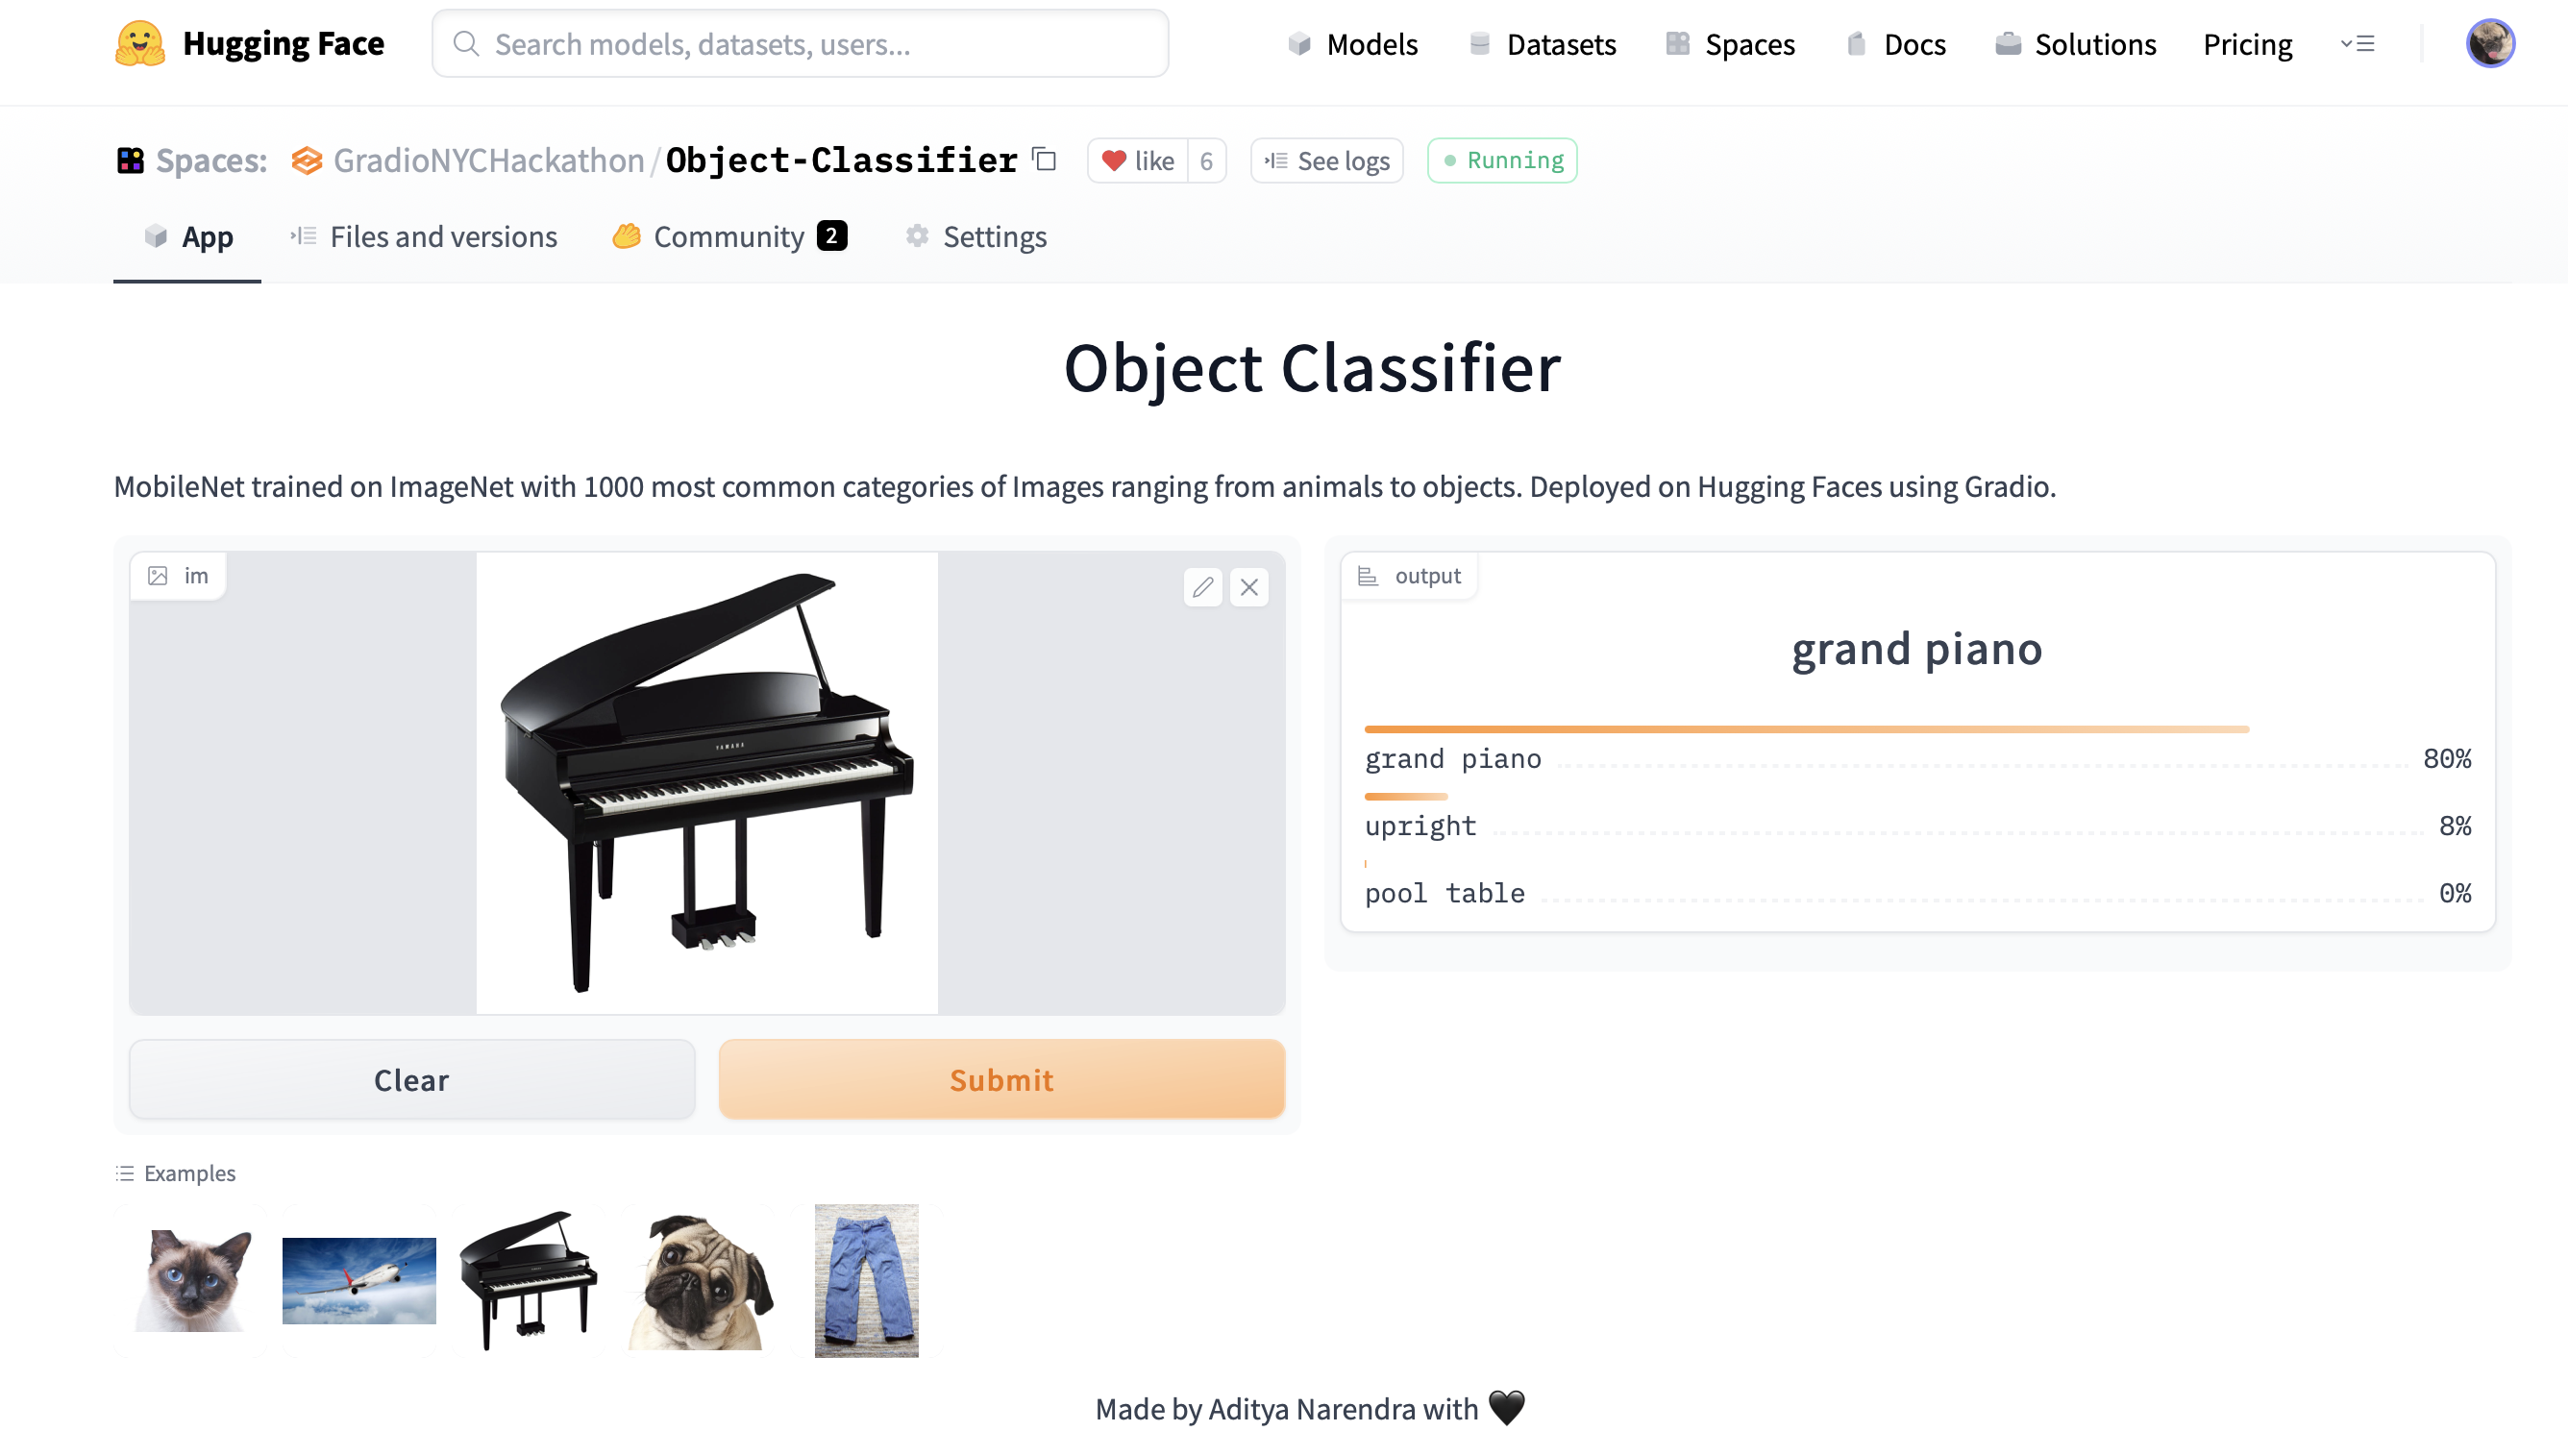 Hugging Face
Search models, datasets, users...
Models
Datasets
Spaces
Docs
Solutions
Pricing
Spaces:
GradioNYCHackathon/Object-Classifier
like 6
See logs
Running
App
Files and versions
Community 2
Settings
Object Classifier
MobileNet trained on ImageNet with 1000 most common categories of Images ranging from animals to objects. Deployed on Hugging Faces using Gradio.
im
YAMAHA
Clear
Submit
output
grand piano
grand piano 80%
upright 8%
pool table 0%
Examples
Made by Aditya Narendra with 🖤